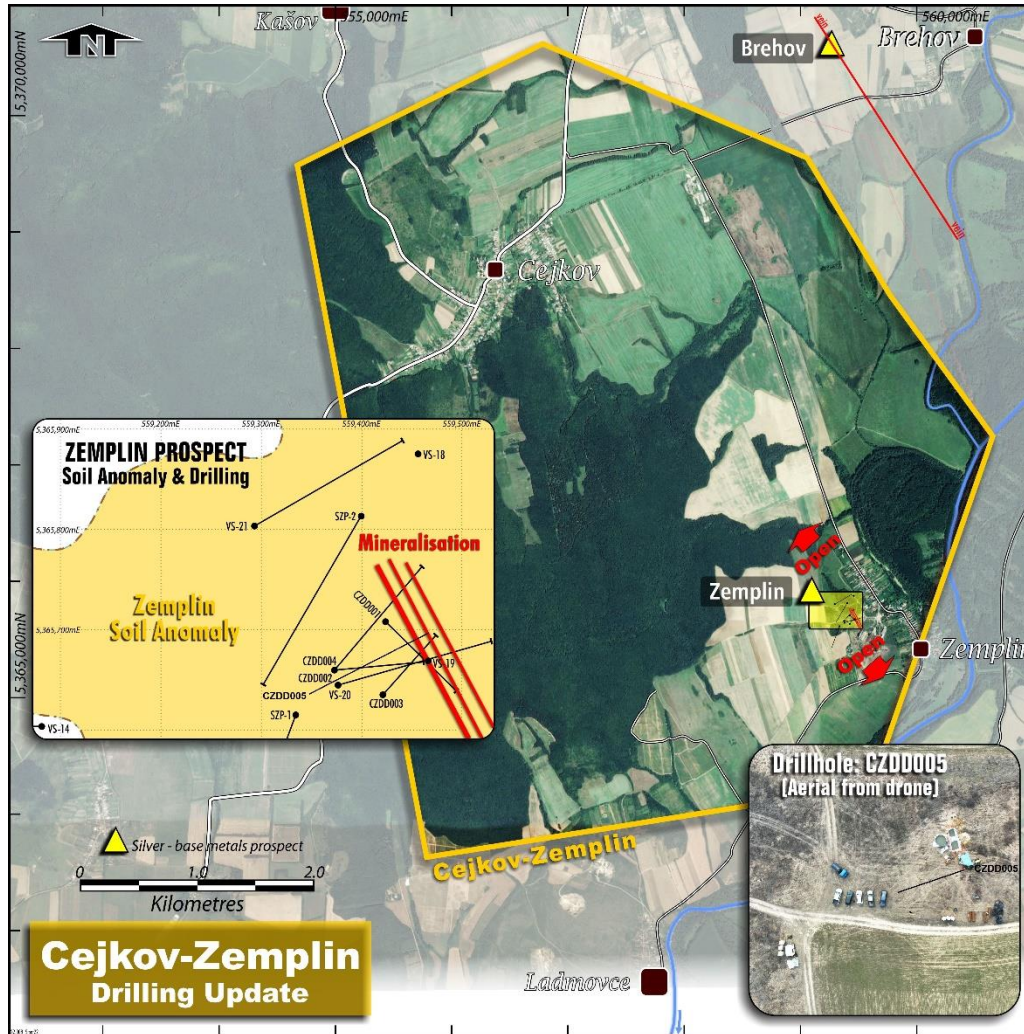 Kašov
355,000mE
560,000mE
N
Brehov
Brehov
vein
5,370,000mN
vein
Cejkov
559,200mE
559,300mE
559,400mE
559,500mE
5,365,900mN
ZEMPLIN PROSPECT
Soil Anomaly & Drilling
VS-18
SZP-2
VS-21
5,365,800mE
Mineralisation
Open
Zemplin
Zemplin
Soil Anomaly
CZDD001
5,365,700mE
CZDD004
VS-19
CZDD002
CZDD005
VS-20
CZDD003
SZP-1
VS-14
5,365,000mN
Open
Zemplin
Drillhole: CZDD005
(Aerial from drone)
CZDD005
Silver - base metals prospect
0 1.0 2.0
Kilometres
Cejkov-Zemplin
Cejkov-Zemplin
Drilling Update
Ladmovce